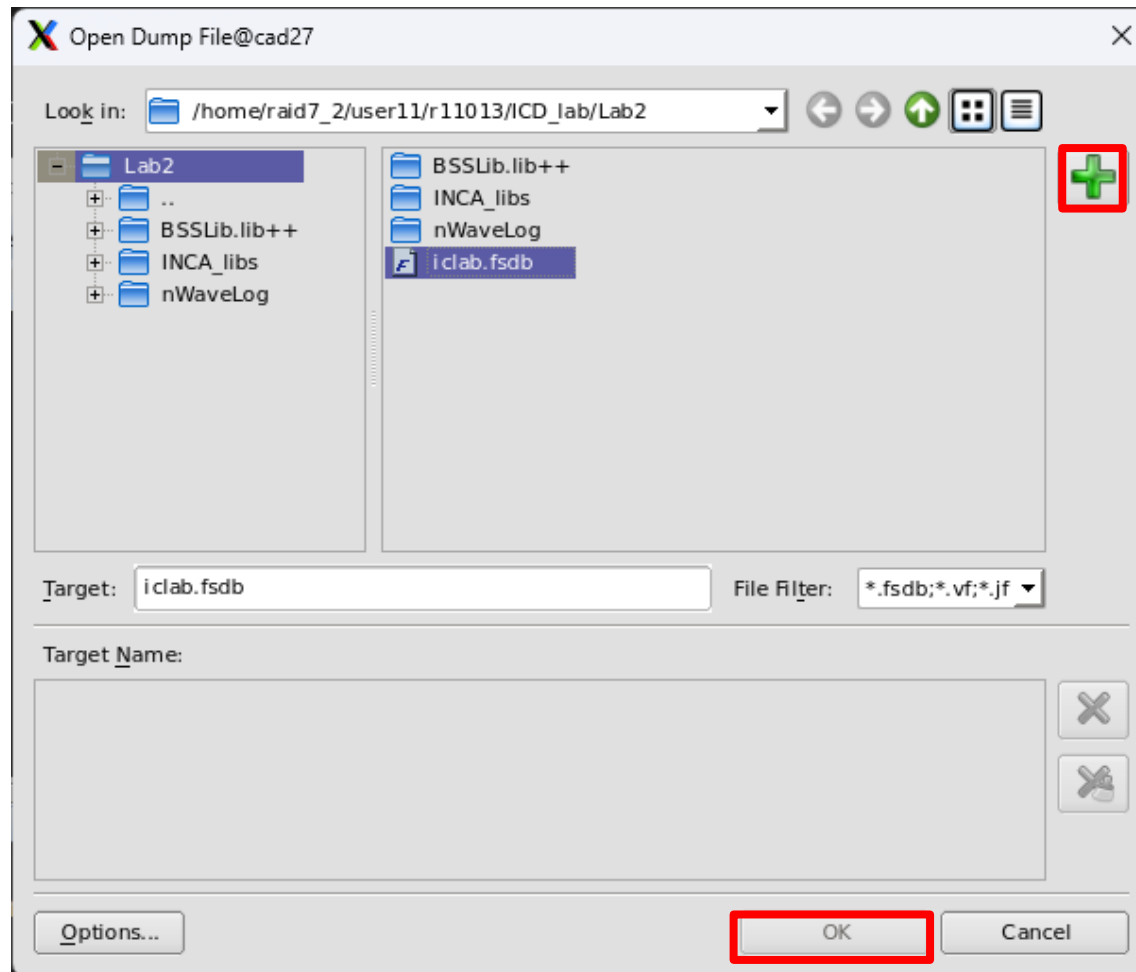 Open Dump File@cad27
Look in: /home/raid7_2/user11/r11013/ICD_lab/Lab2
Lab2
..
BSSLib.lib++
INCA_libs
nWaveLog
BSSLib.lib++
INCA_libs
nWaveLog
iclab.fsdb
Target: iclab.fsdb File Filter: *.fsdb;*.vf;*.jf
Target Name:
Options... OK Cancel